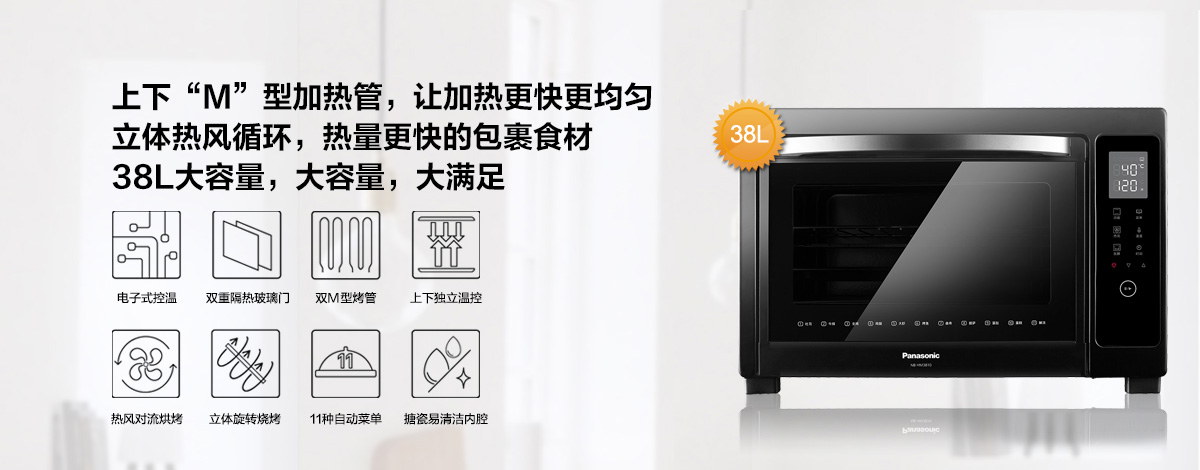 上下“M”型加热管，让加热更快更均匀
立体热风循环，热量更快的包裹食材
38L大容量，大容量，大满足
电子式控温
双重隔热玻璃门
双M型烤管
上下独立温控
11
热风对流烘烤
立体旋转烧烤
11种自动菜单
搪瓷易清洁内腔
38L
40℃
120
Panasonic